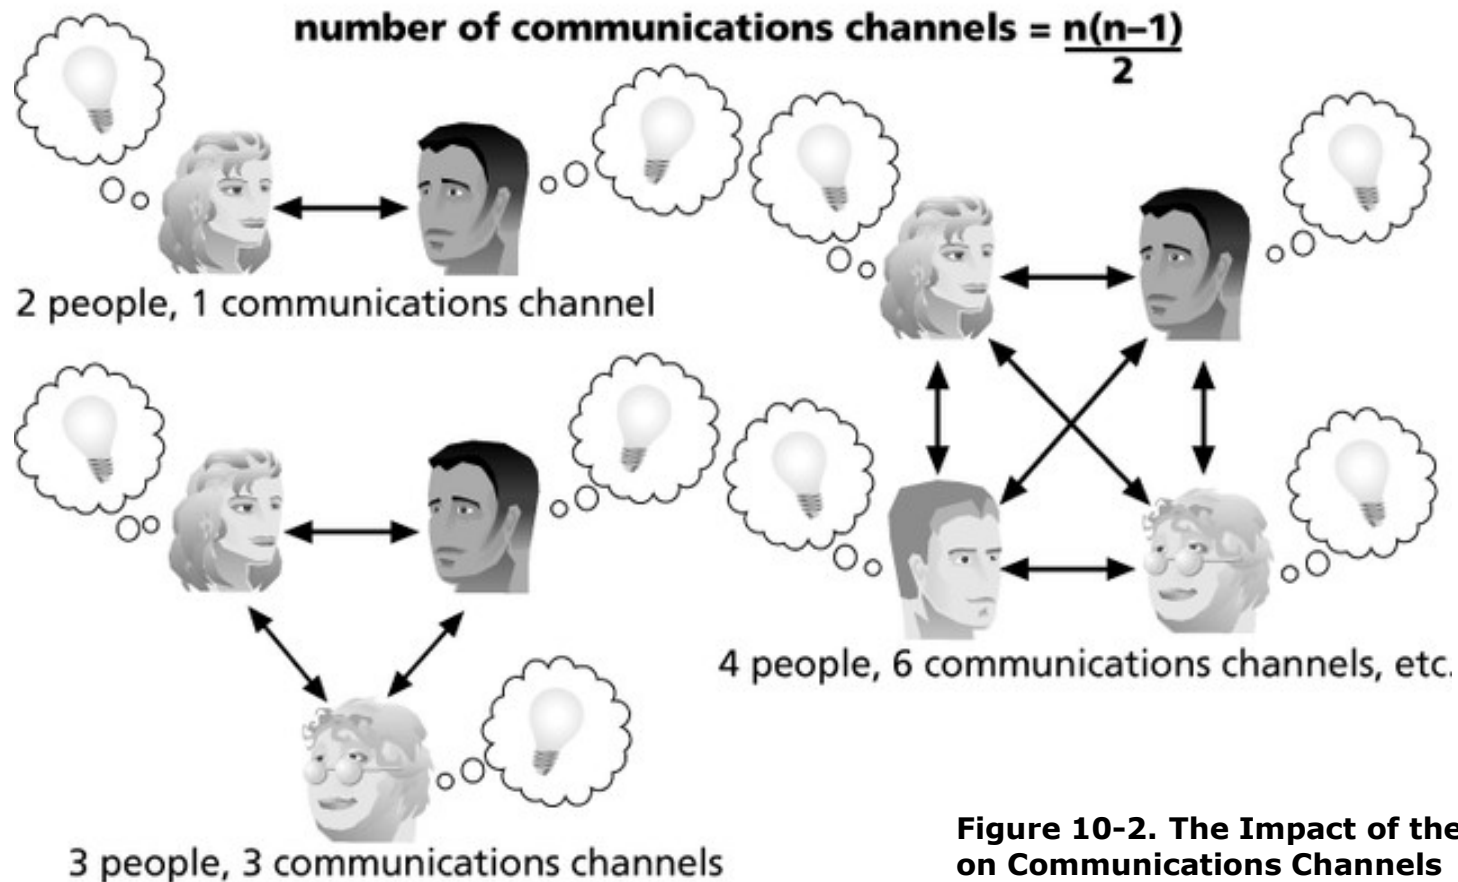 number of communications channels = n(n–1)
2
2 people, 1 communications channel
4 people, 6 communications channels, etc.
3 people, 3 communications channels
Figure 10-2. The Impact of the
on Communications Channels